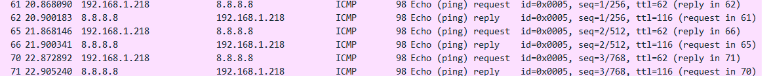 61 20.868090 192.168.1.218 8.8.8.8 ICMP 98 Echo (ping) request id=0x0005, seq=1/256, ttl=62 (reply in 62)
62 20.900183 8.8.8.8 192.168.1.218 ICMP 98 Echo (ping) reply id=0x0005, seq=1/256, ttl=116 (request in 61)
65 21.868146 192.168.1.218 8.8.8.8 ICMP 98 Echo (ping) request id=0x0005, seq=2/512, ttl=62 (reply in 66)
66 21.900341 8.8.8.8 192.168.1.218 ICMP 98 Echo (ping) reply id=0x0005, seq=2/512, ttl=116 (request in 65)
70 22.872892 192.168.1.218 8.8.8.8 ICMP 98 Echo (ping) request id=0x0005, seq=3/768, ttl=62 (reply in 71)
71 22.905240 8.8.8.8 192.168.1.218 ICMP 98 Echo (ping) reply id=0x0005, seq=3/768, ttl=116 (request in 70)